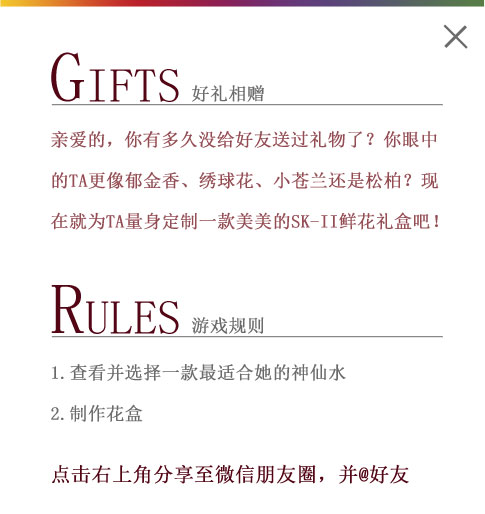 GIFTS 好礼相赠
亲爱的，你有多久没给好友送过礼物了？你眼中
的TA更像郁金香、绣球花、小苍兰还是松柏？现
在就为TA量身定制一款美美的SK-II鲜花礼盒吧！
RULES 游戏规则
1.查看并选择一款最适合她的神仙水
2.制作花盒
点击右上角分享至微信朋友圈，并@好友